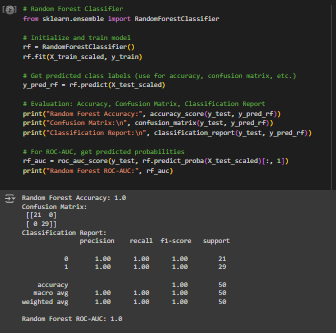 # Random Forest Classifier
from sklearn.ensemble import RandomForestClassifier
# Initialize and train model
rf = RandomForestClassifier()
rf.fit(X_train_scaled, y_train)
# Get predicted class labels (use for accuracy, confusion matrix, etc.)
y_pred_rf = rf.predict(X_test_scaled)
# Evaluation: Accuracy, Confusion Matrix, Classification Report
print("Random Forest Accuracy:", accuracy_score(y_test, y_pred_rf))
print("Confusion Matrix:\n", confusion_matrix(y_test, y_pred_rf))
print("Classification Report:\n", classification_report(y_test, y_pred_rf))
# For ROC-AUC, get predicted probabilities
rf_auc = roc_auc_score(y_test, rf.predict_proba(X_test_scaled)[:, 1])
print("Random Forest ROC-AUC:", rf_auc)
Random Forest Accuracy: 1.0
Confusion Matrix:
[[21 0]
[ 0 29]]
Classification Report:
precision recall f1-score support
0 1.00 1.00 1.00 21
1 1.00 1.00 1.00 29
accuracy 1.00 50
macro avg 1.00 1.00 1.00 50
weighted avg 1.00 1.00 1.00 50
Random Forest ROC-AUC: 1.0